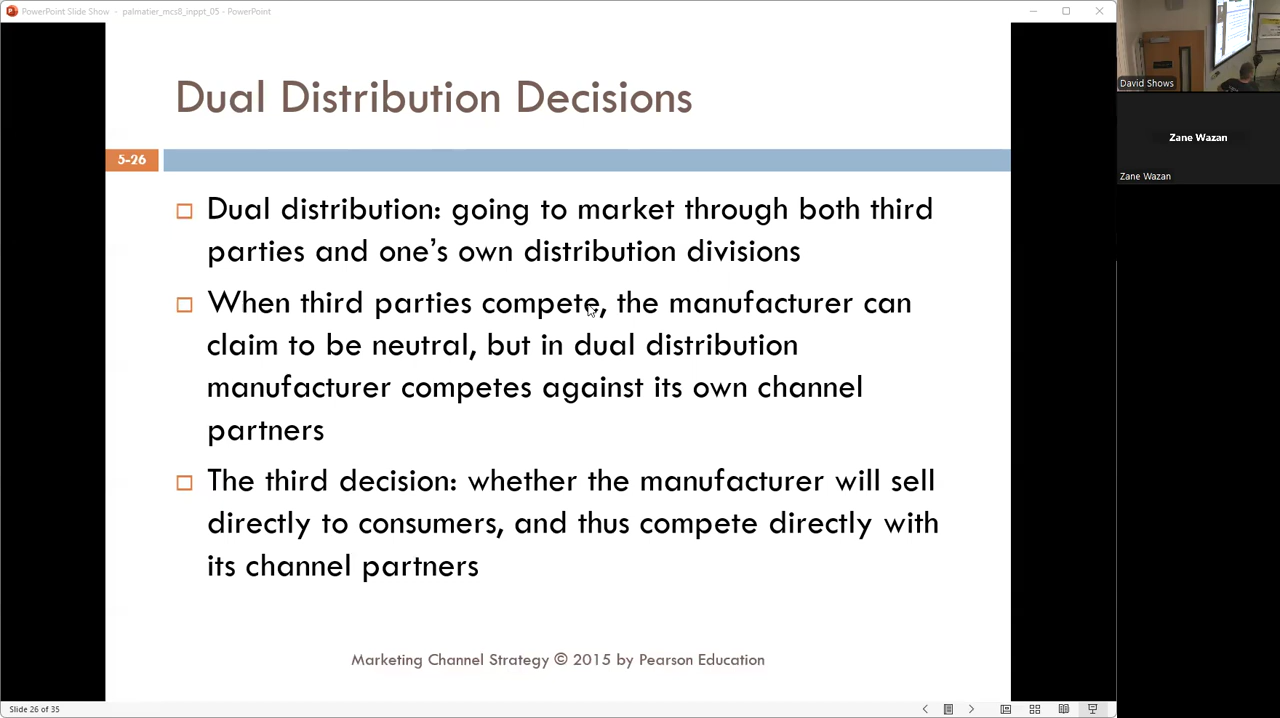 PowerPoint Slide Show - palmatier_mcs8_inppt_05 - PowerPoint
Dual Distribution Decisions
5-26
Dual distribution: going to market through both third
parties and one’s own distribution divisions
When third parties compete, the manufacturer can
claim to be neutral, but in dual distribution
manufacturer competes against its own channel
partners
The third decision: whether the manufacturer will sell
directly to consumers, and thus compete directly with
its channel partners
Marketing Channel Strategy © 2015 by Pearson Education
Slide 26 of 35
David Shows
Zane Wazan
Zane Wazan